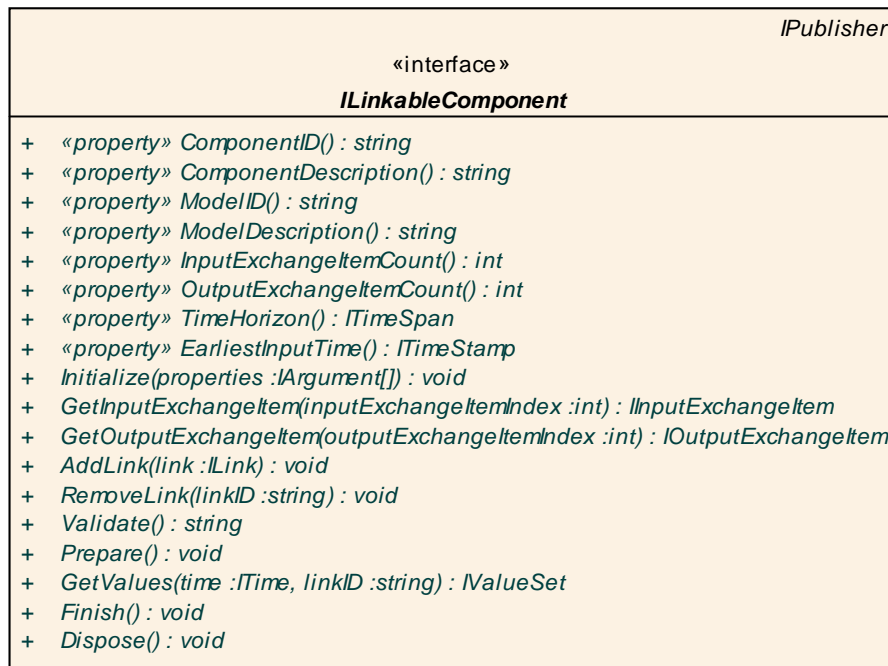 IPublisher
«interface»
ILinkableComponent
+ «property» ComponentID() : string
+ «property» ComponentDescription() : string
+ «property» ModelID() : string
+ «property» ModelDescription() : string
+ «property» InputExchangeItemCount() : int
+ «property» OutputExchangeItemCount() : int
+ «property» TimeHorizon() : ITimeSpan
+ «property» EarliestInputTime() : ITimeStamp
+ Initialize(properties :IArgument[]) : void
+ GetInputExchangeItem(inputExchangeItemIndex :int) : IInputExchangeItem
+ GetOutputExchangeItem(outputExchangeItemIndex :int) : IOutputExchangeItem
+ AddLink(link :ILink) : void
+ RemoveLink(linkID :string) : void
+ Validate() : string
+ Prepare() : void
+ GetValues(time :ITime, linkID :string) : IValueSet
+ Finish() : void
+ Dispose() : void